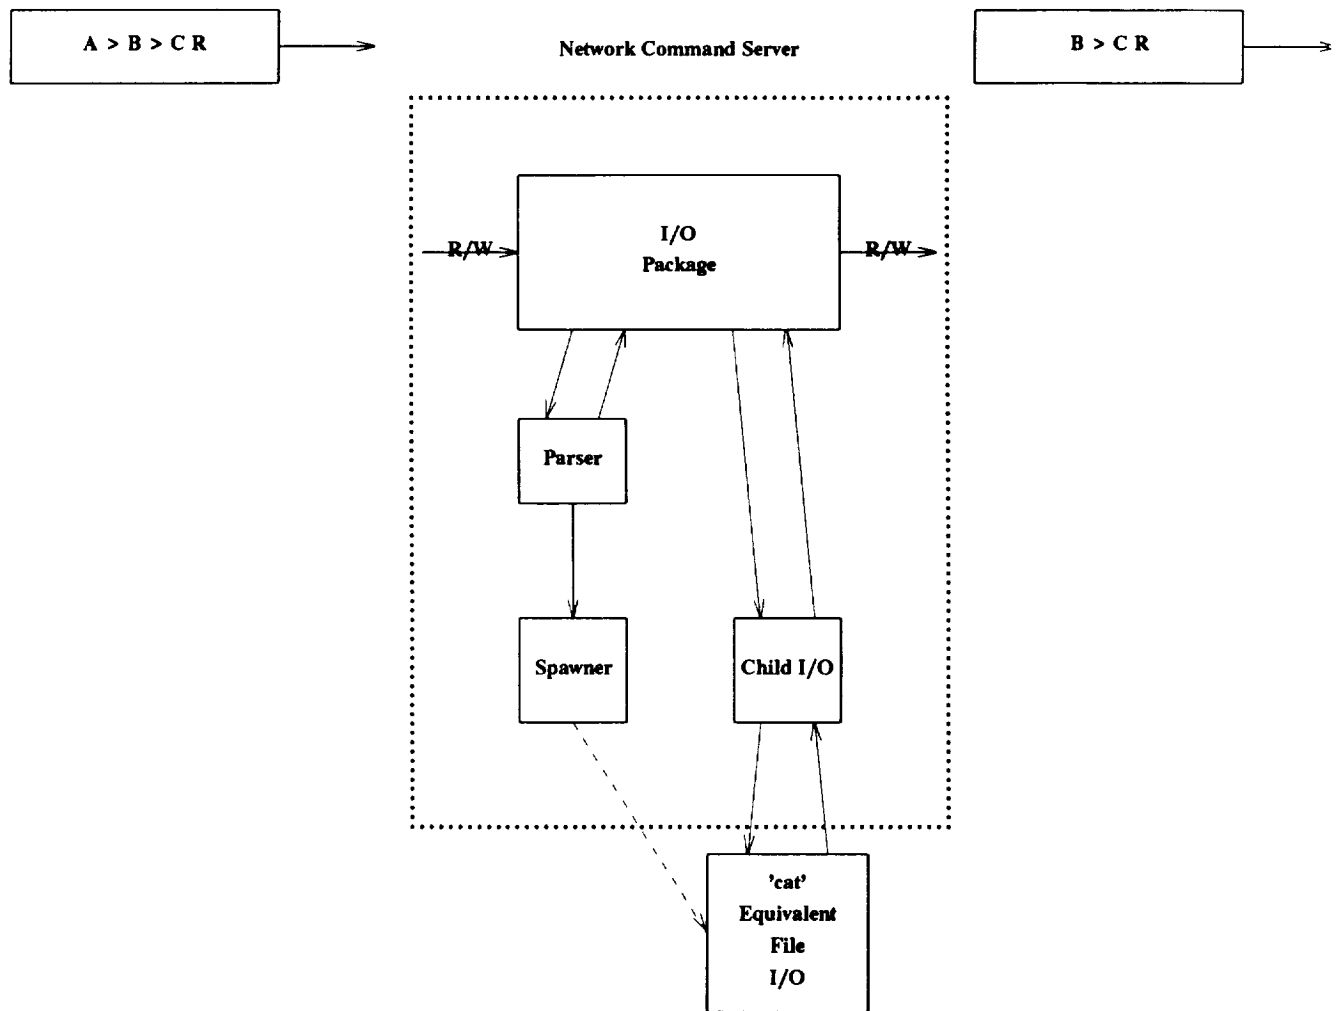 A > B > C R
Network Command Server
B > C R
I/O
Package
R/W
R/W
Parser
Spawner
Child I/O
'cat'
Equivalent
File
I/O